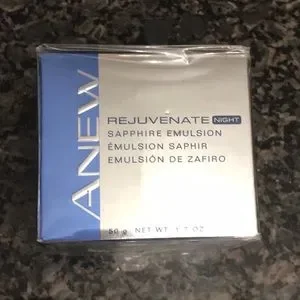 ANEW
REJUVENATE NIGHT
SAPPHIRE EMULSION
ÉMULSION SAPHIR
EMULSIÓN DE ZAFIRO
50 g NET WT. 1.7 OZ